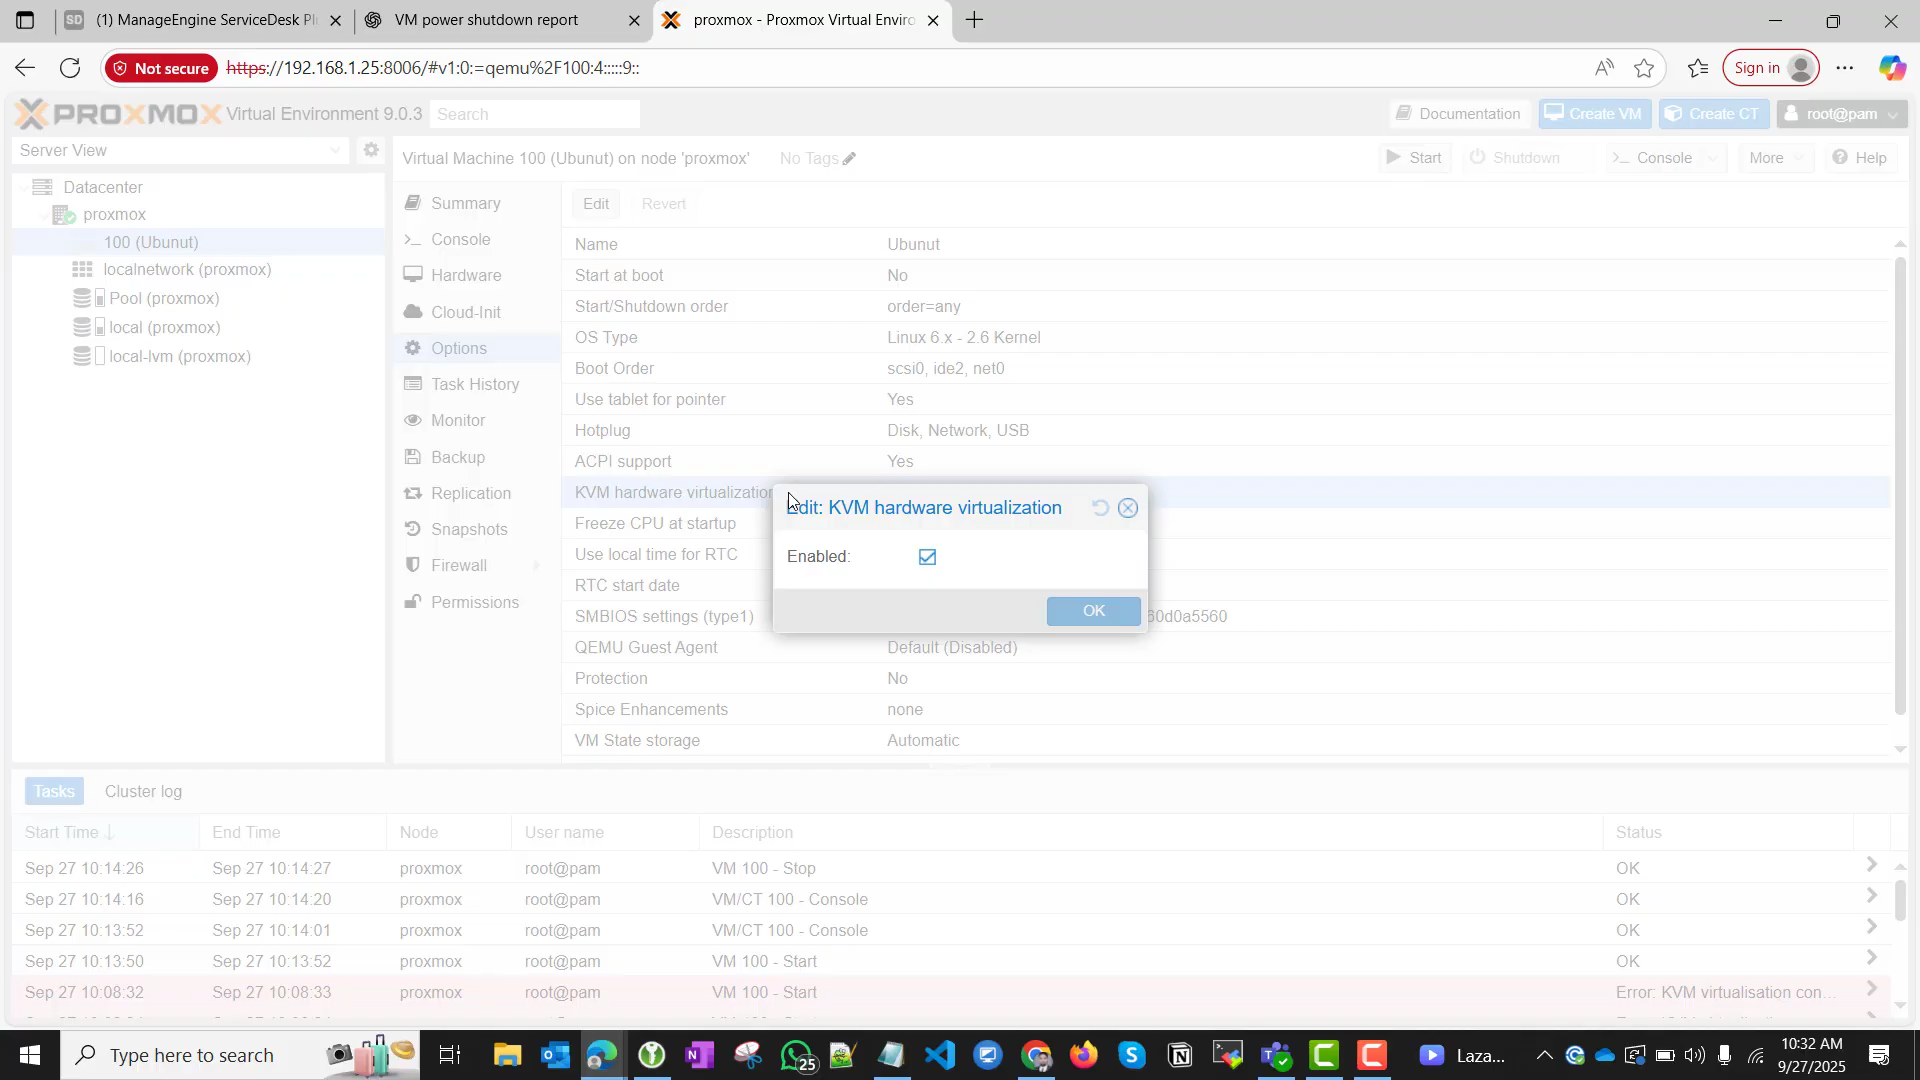 (1) ManageEngine ServiceDesk Pl
VM power shutdown report
proxmox - Proxmox Virtual Enviro
Not secure
https://192.168.1.25:8006/#v1:0:=qemu%2F100:4:::::9::
Sign in
PROXMOX Virtual Environment 9.0.3
Search
Documentation
Create VM
Create CT
root@pam
Server View
Virtual Machine 100 (Ubunut) on node 'proxmox'
No Tags
Start
Shutdown
Console
More
Help
Datacenter
proxmox
100 (Ubunut)
localnetwork (proxmox)
Pool (proxmox)
local (proxmox)
local-lvm (proxmox)
Summary
Console
Hardware
Cloud-Init
Options
Task History
Monitor
Backup
Replication
Snapshots
Firewall
Permissions
Edit
Revert
Name Ubunut
Start at boot No
Start/Shutdown order order=any
OS Type Linux 6.x - 2.6 Kernel
Boot Order scsi0, ide2, net0
Use tablet for pointer Yes
Hotplug Disk, Network, USB
ACPI support Yes
KVM hardware virtualization
Freeze CPU at startup
Use local time for RTC
RTC start date
SMBIOS settings (type1) 60d0a5560
QEMU Guest Agent Default (Disabled)
Protection No
Spice Enhancements none
VM State storage Automatic
Edit: KVM hardware virtualization
Enabled:
OK
Tasks
Cluster log
Start Time End Time Node User name Description Status
Sep 27 10:14:26 Sep 27 10:14:27 proxmox root@pam VM 100 - Stop OK
Sep 27 10:14:16 Sep 27 10:14:20 proxmox root@pam VM/CT 100 - Console OK
Sep 27 10:13:52 Sep 27 10:14:01 proxmox root@pam VM/CT 100 - Console OK
Sep 27 10:13:50 Sep 27 10:13:52 proxmox root@pam VM 100 - Start OK
Sep 27 10:08:32 Sep 27 10:08:33 proxmox root@pam VM 100 - Start Error: KVM virtualisation con...
Type here to search
25
Laza...
10:32 AM
9/27/2025